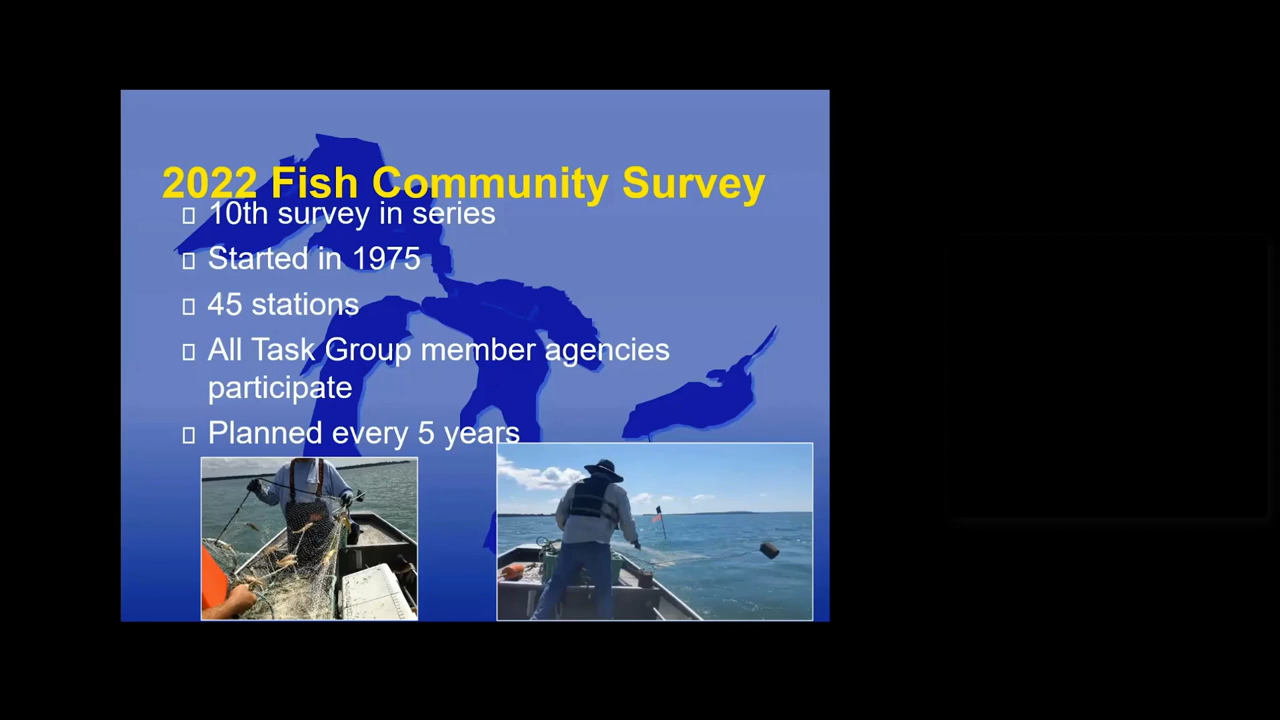 2022 Fish Community Survey
10th survey in series
Started in 1975
45 stations
All Task Group member agencies
participate
Planned every 5 years